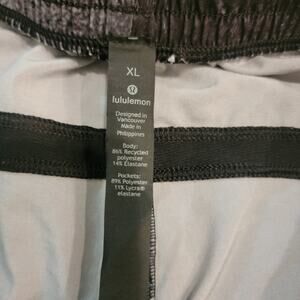 XL
lululemon
Designed in
Vancouver
Made in
Philippines
Body:
86% Recycled
polyester
14% Elastane
Pockets:
89% Polyester
11% Lycra®
elastane